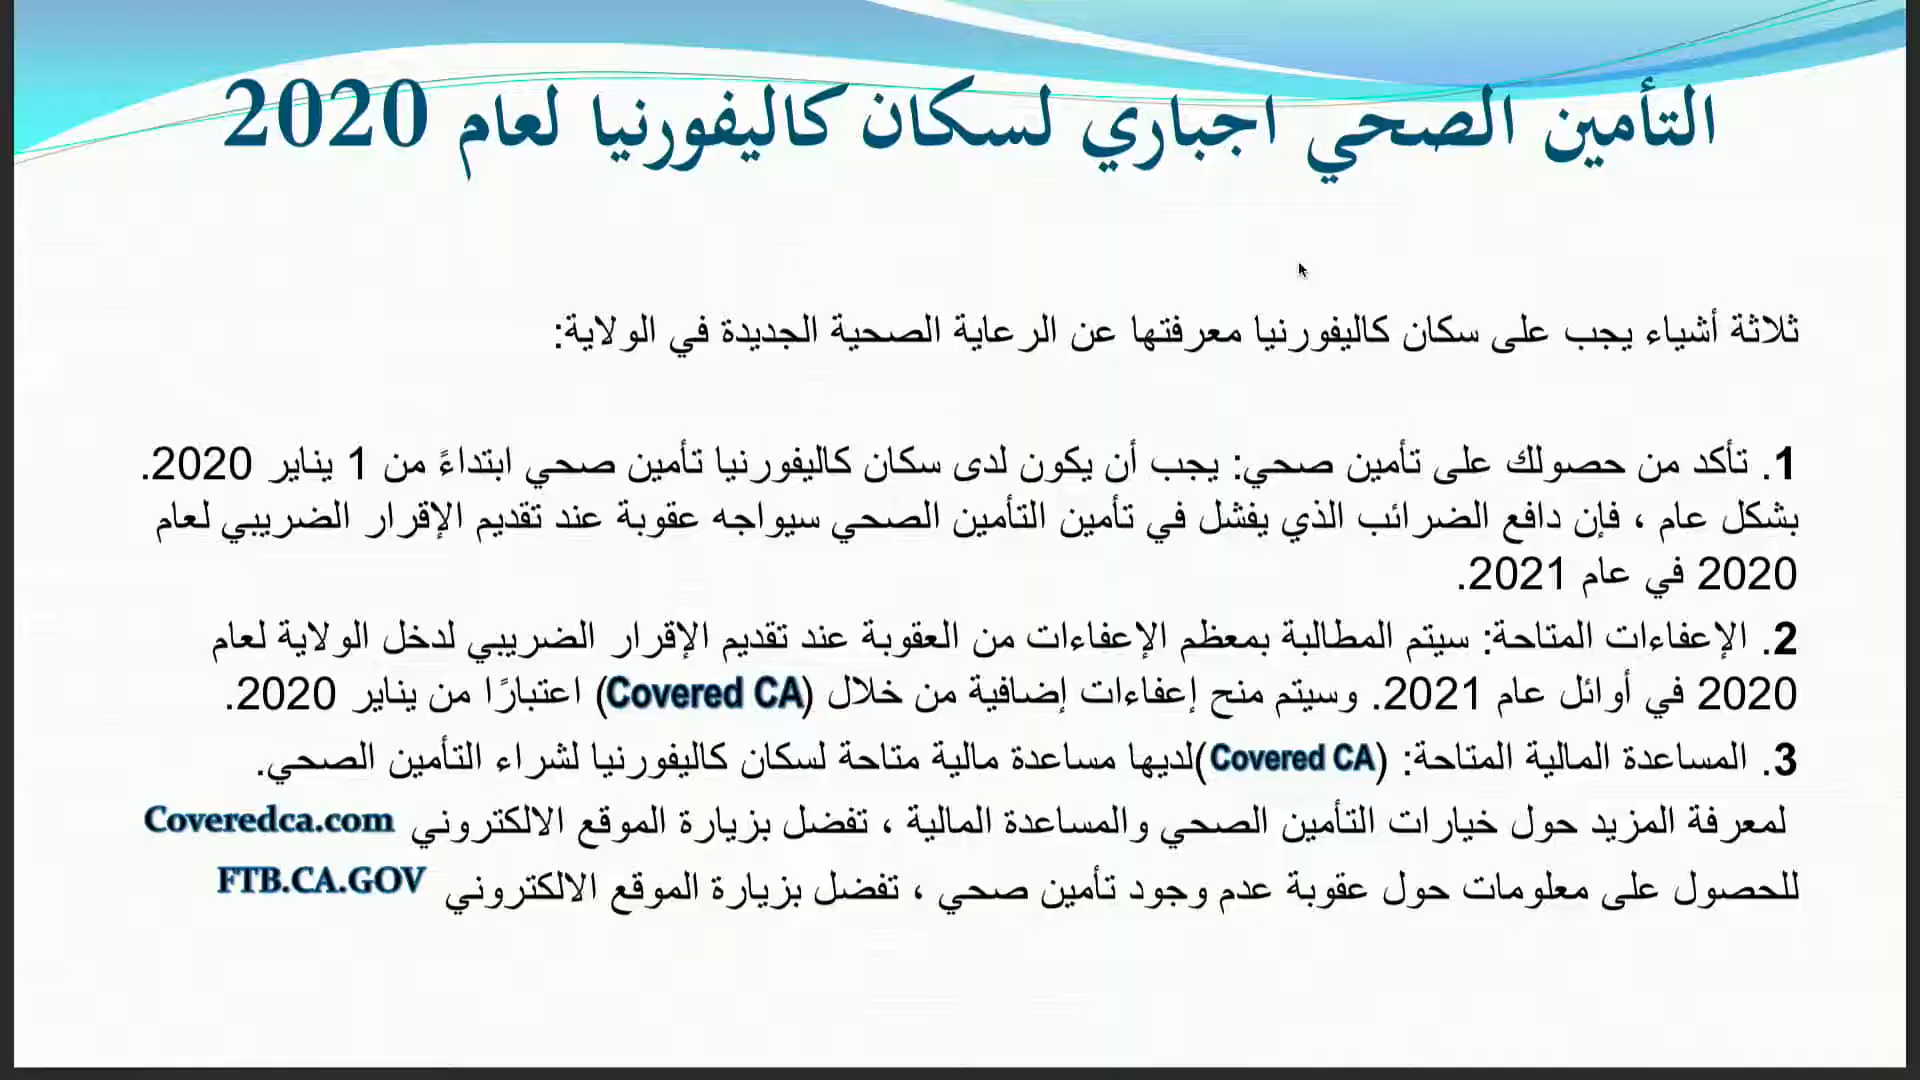 التأمين الصحي اجباري لسكان كاليفورنيا لعام 2020
ثلاثة أشياء يجب على سكان كاليفورنيا معرفتها عن الرعاية الصحية الجديدة في الولاية:
1. تأكد من حصولك على تأمين صحي: يجب أن يكون لدى سكان كاليفورنيا تأمين صحي ابتداءً من 1 يناير 2020.
بشكل عام ، فإن دافع الضرائب الذي يفشل في تأمين التأمين الصحي سيواجه عقوبة عند تقديم الإقرار الضريبي لعام
2020 في عام 2021.
2. الإعفاءات المتاحة: سيتم المطالبة بمعظم الإعفاءات من العقوبة عند تقديم الإقرار الضريبي لدخل الولاية لعام
2020 في أوائل عام 2021. وسيتم منح إعفاءات إضافية من خلال (Covered CA) اعتبارًا من يناير 2020.
3. المساعدة المالية المتاحة: (Covered CA)لديها مساعدة مالية متاحة لسكان كاليفورنيا لشراء التأمين الصحي.
لمعرفة المزيد حول خيارات التأمين الصحي والمساعدة المالية ، تفضل بزيارة الموقع الالكتروني Coveredca.com
للحصول على معلومات حول عقوبة عدم وجود تأمين صحي ، تفضل بزيارة الموقع الالكتروني FTB.CA.GOV